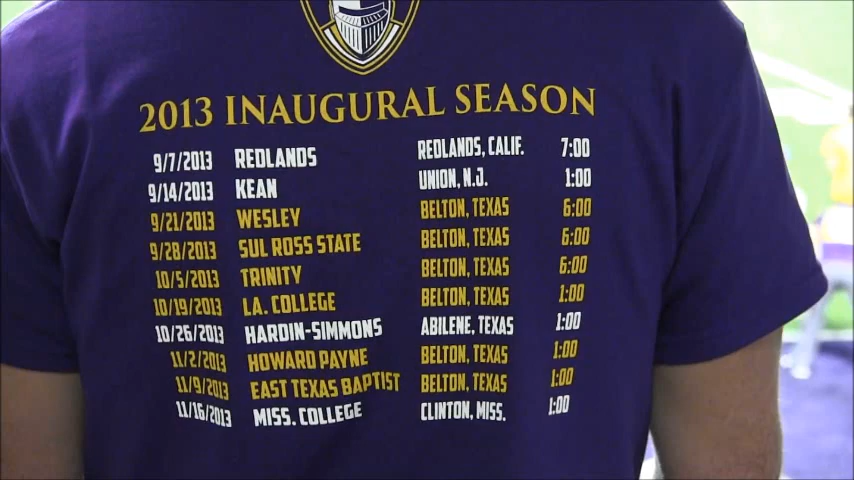 2013 INAUGURAL SEASON
9/7/2013 REDLANDS REDLANDS, CALIF. 7:00
9/14/2013 KEAN UNION, N.J. 1:00
9/21/2013 WESLEY BELTON, TEXAS 6:00
9/28/2013 SUL ROSS STATE BELTON, TEXAS 6:00
10/5/2013 TRINITY BELTON, TEXAS 6:00
10/19/2013 LA. COLLEGE BELTON, TEXAS 1:00
10/26/2013 HARDIN-SIMMONS ABILENE, TEXAS 1:00
11/2/2013 HOWARD PAYNE BELTON, TEXAS 1:00
11/9/2013 EAST TEXAS BAPTIST BELTON, TEXAS 1:00
11/16/2013 MISS. COLLEGE CLINTON, MISS. 1:00